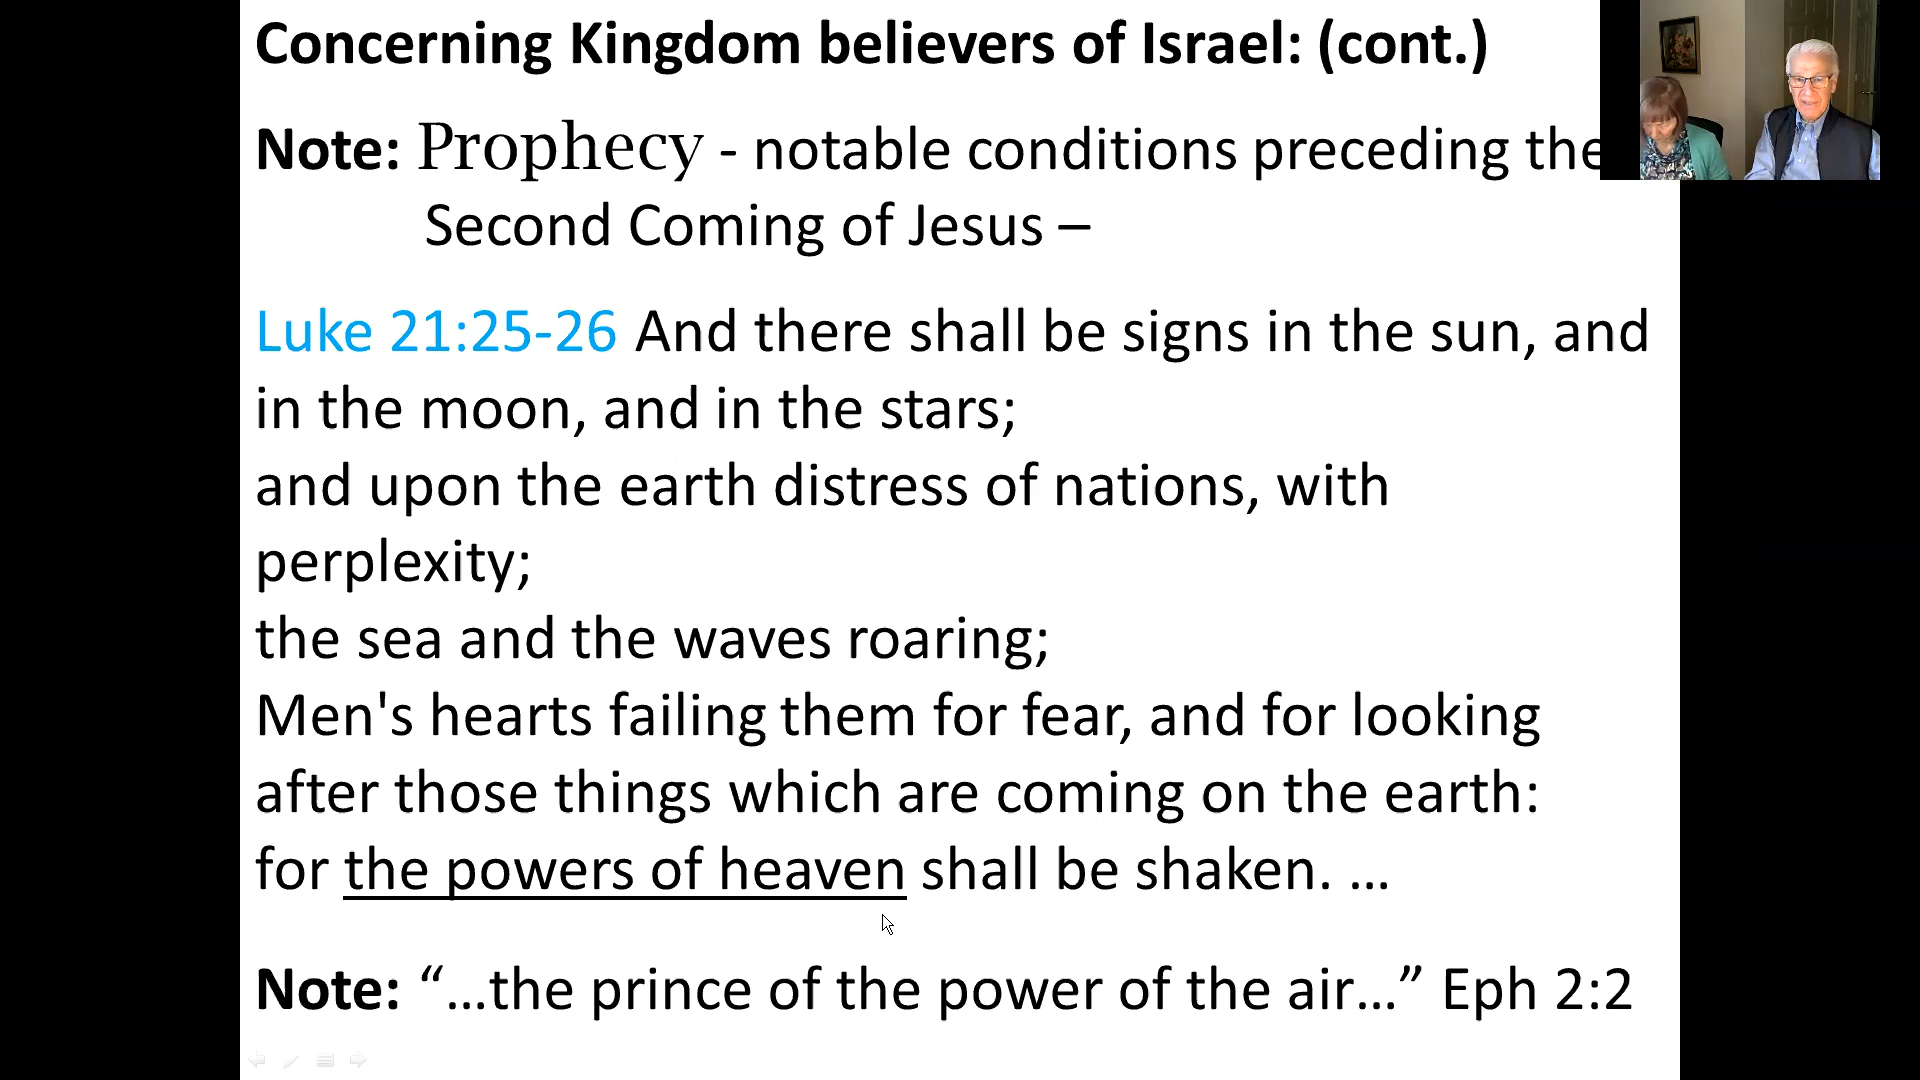 Concerning Kingdom believers of Israel: (cont.)
Note: Prophecy - notable conditions preceding the
Second Coming of Jesus –
Luke 21:25-26 And there shall be signs in the sun, and
in the moon, and in the stars;
and upon the earth distress of nations, with
perplexity;
the sea and the waves roaring;
Men's hearts failing them for fear, and for looking
after those things which are coming on the earth:
for the powers of heaven shall be shaken. …
Note: “…the prince of the power of the air…” Eph 2:2